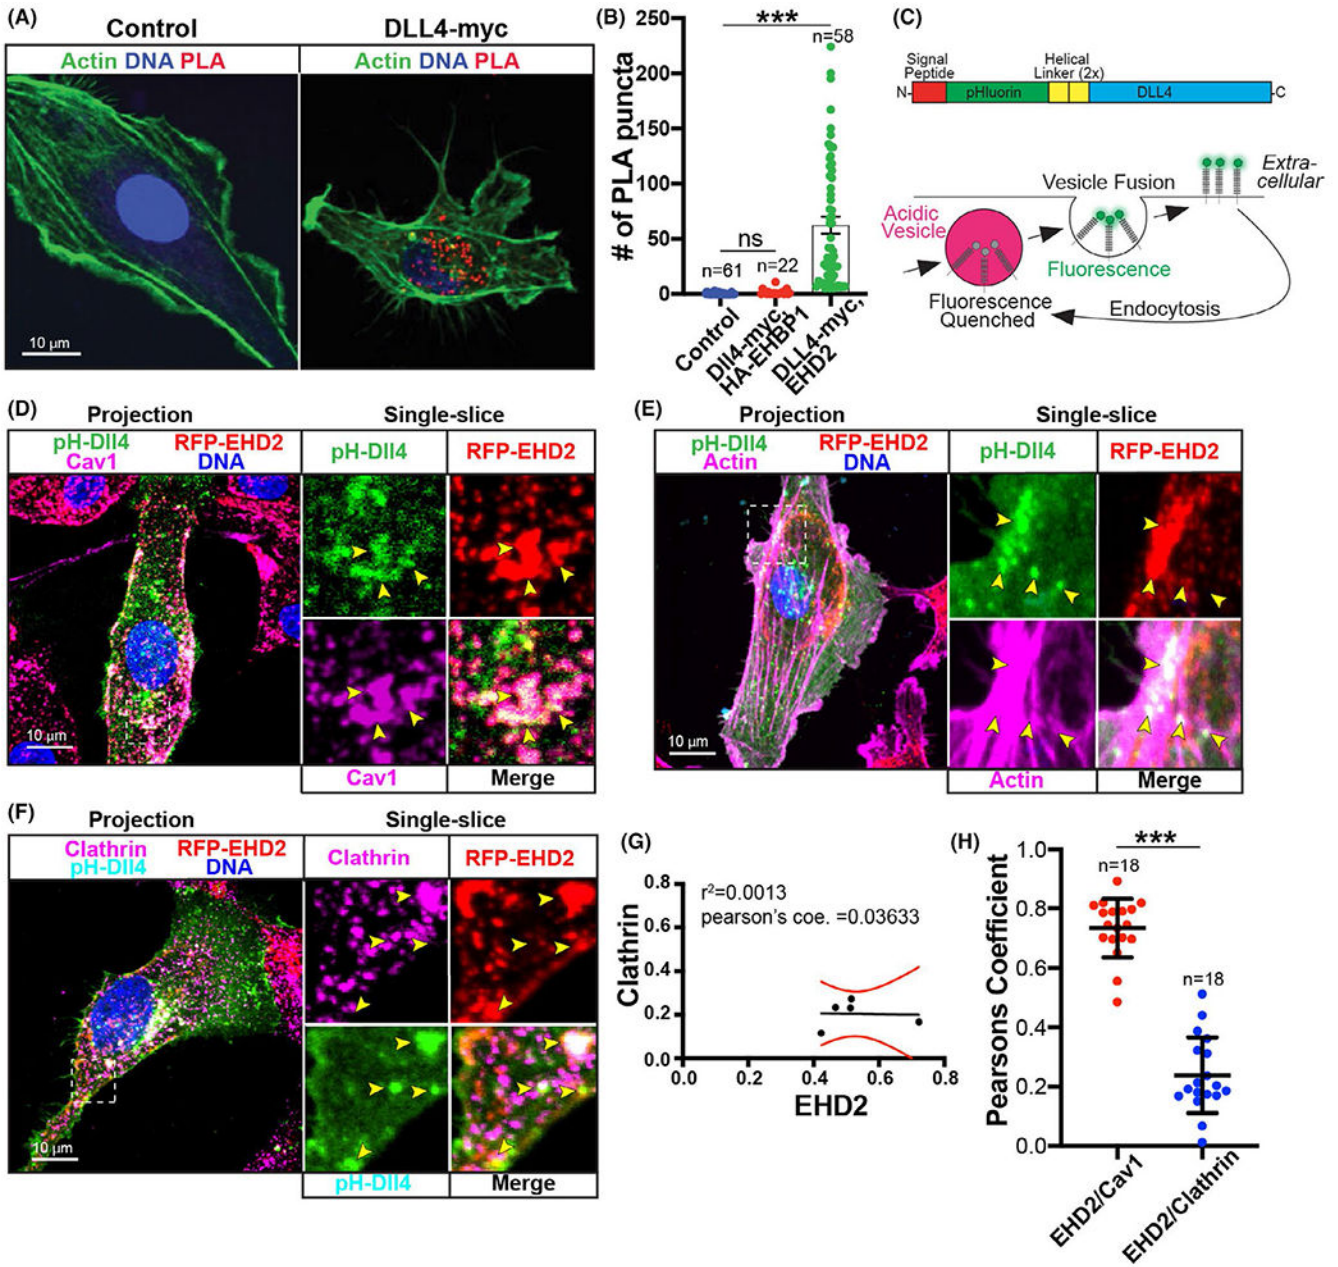 (A)
Control
DLL4-myc
Actin DNA PLA
Actin DNA PLA
10 µm
(B)
# of PLA puncta
250
200
150
100
50
0
***
n=58
ns
n=61
n=22
Control
Dll4-myc,
HA-EHBP1
DLL4-myc,
EHD2
(C)
Signal
Peptide
Helical
Linker (2x)
N-
pHluorin
DLL4
-C
Vesicle Fusion
Extra-
cellular
Acidic
Vesicle
Fluorescence
Fluorescence
Quenched
Endocytosis
(D)
Projection
Single-slice
pH-Dll4 RFP-EHD2
Cav1 DNA
pH-Dll4
RFP-EHD2
10 µm
Cav1
Merge
(E)
Projection
Single-slice
pH-Dll4 RFP-EHD2
Actin DNA
pH-Dll4
RFP-EHD2
10 µm
Actin
Merge
(F)
Projection
Single-slice
Clathrin RFP-EHD2
pH-Dll4 DNA
Clathrin
RFP-EHD2
10 µm
pH-Dll4
Merge
(G)
Clathrin
0.8
0.6
0.4
0.2
0.0
r²=0.0013
pearson's coe. =0.03633
0.0 0.2 0.4 0.6 0.8
EHD2
(H)
Pearsons Coefficient
1.0
0.8
0.6
0.4
0.2
0.0
***
n=18
n=18
EHD2/Cav1
EHD2/Clathrin